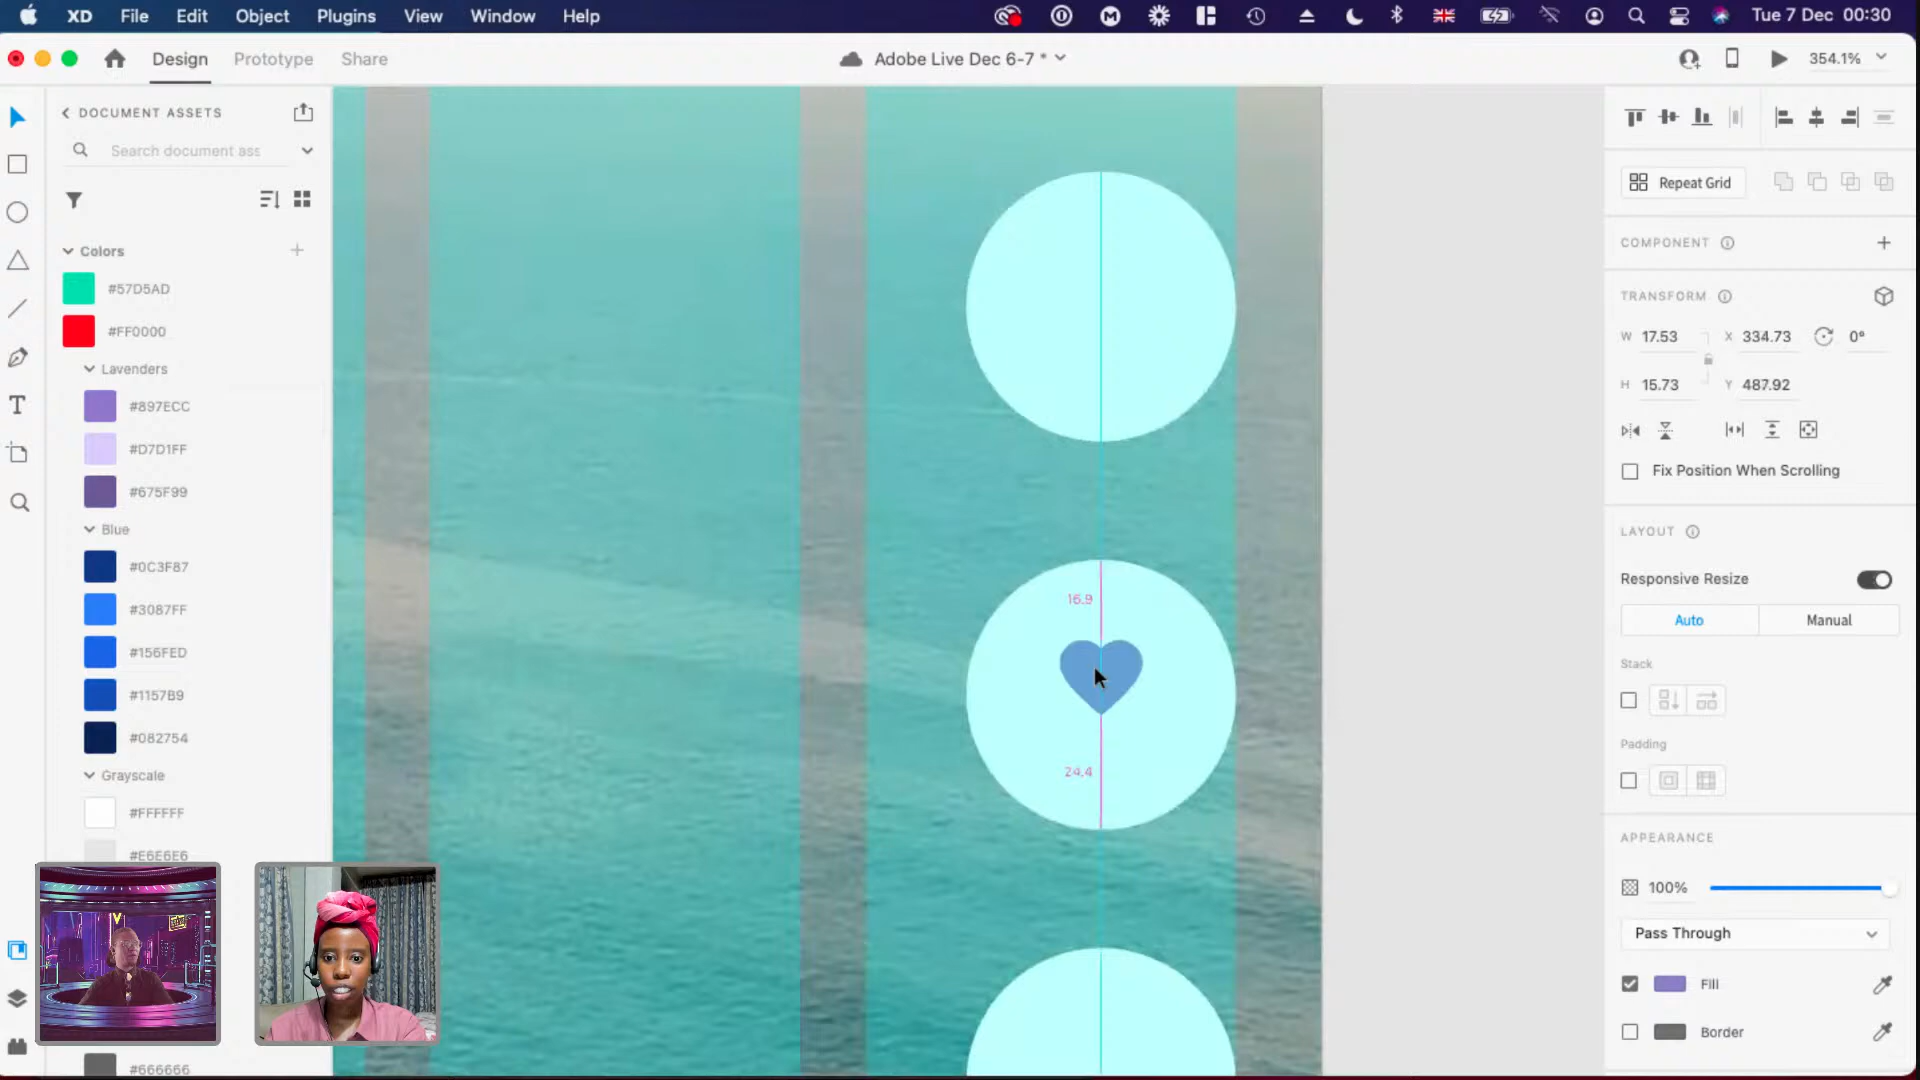 XD File Edit Object Plugins View Window Help
Tue 7 Dec 00:30
Design Prototype Share
Adobe Live Dec 6-7 *
354.1%
DOCUMENT ASSETS
Search document ass
Colors
#57D5AD
#FF0000
Lavenders
#897ECC
#D7D1FF
#675F99
Blue
#0C3F87
#3087FF
#156FED
#1157B9
#082754
Grayscale
#FFFFFF
#E6E6E6
#666666
16.9
24.4
Repeat Grid
COMPONENT
TRANSFORM
W 17.53 X 334.73 0°
H 15.73 Y 487.92
Fix Position When Scrolling
LAYOUT
Responsive Resize
Auto Manual
Stack
Padding
APPEARANCE
100%
Pass Through
Fill
Border